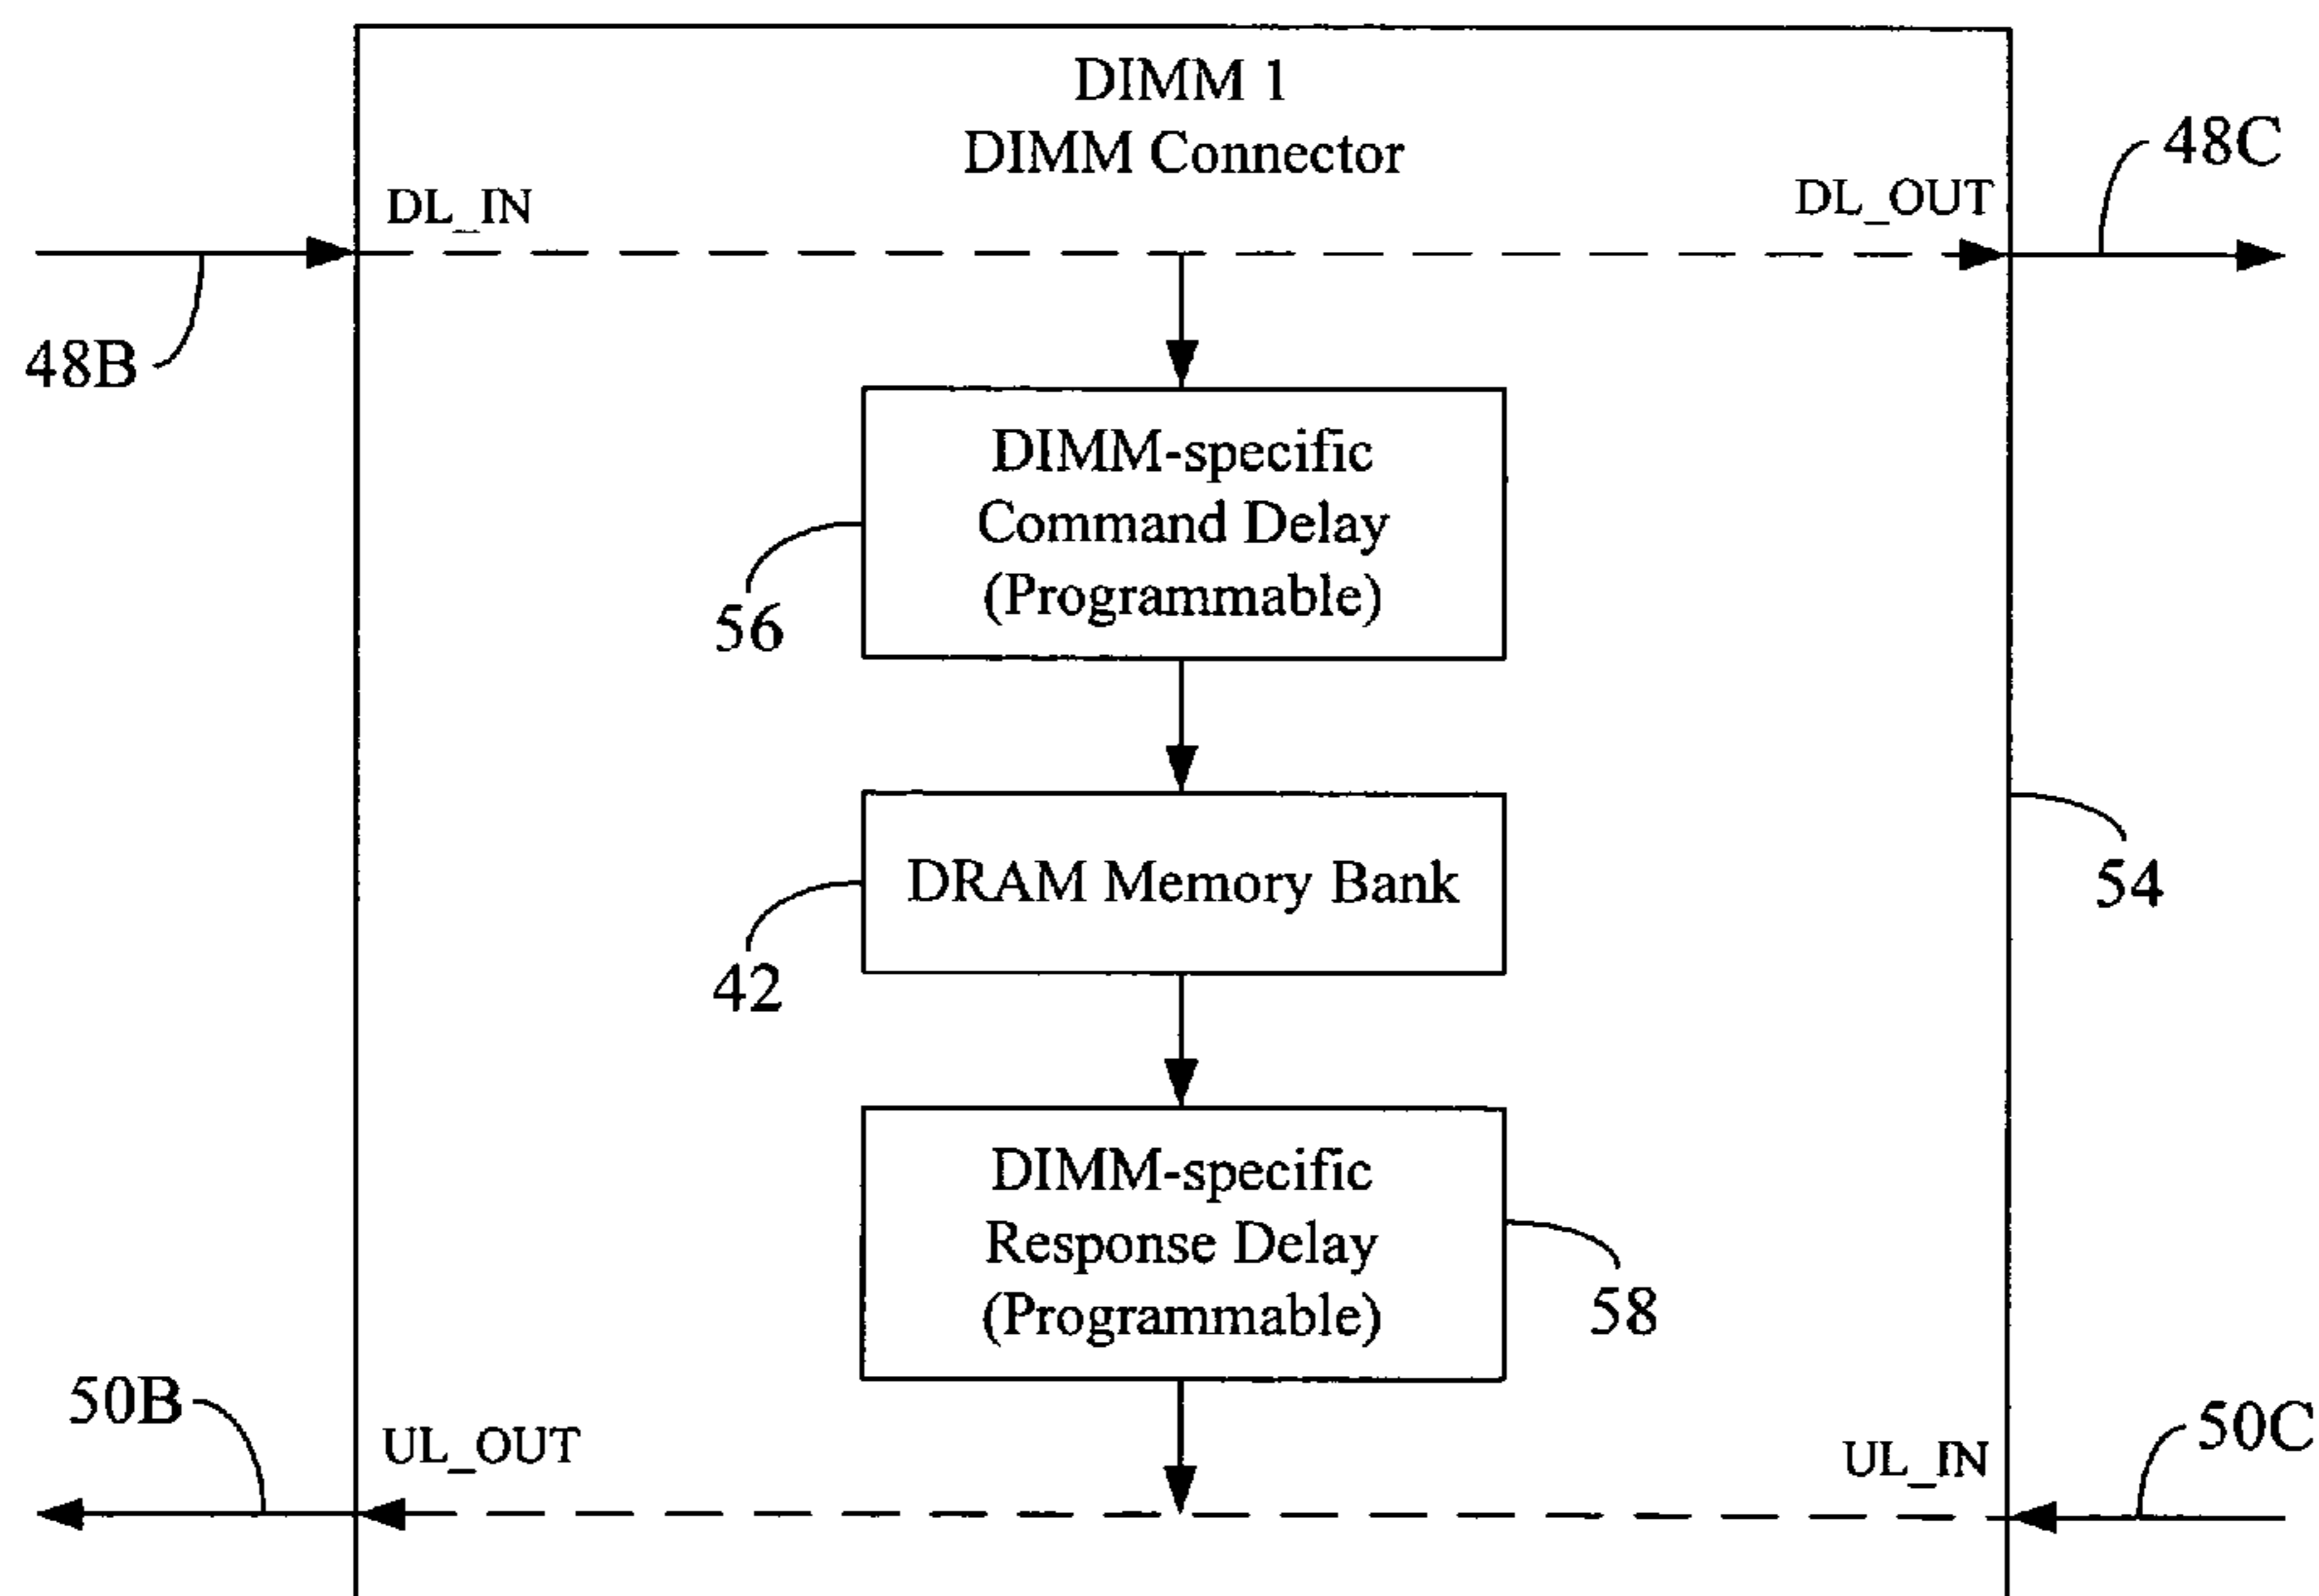 DIMM 1
DIMM Connector
48C
DL_IN
DL_OUT
48B
DIMM-specific
Command Delay
(Programmable)
56
DRAM Memory Bank
54
42
DIMM-specific
Response Delay
(Programmable)
58
50B
50C
UL_OUT
UL_IN